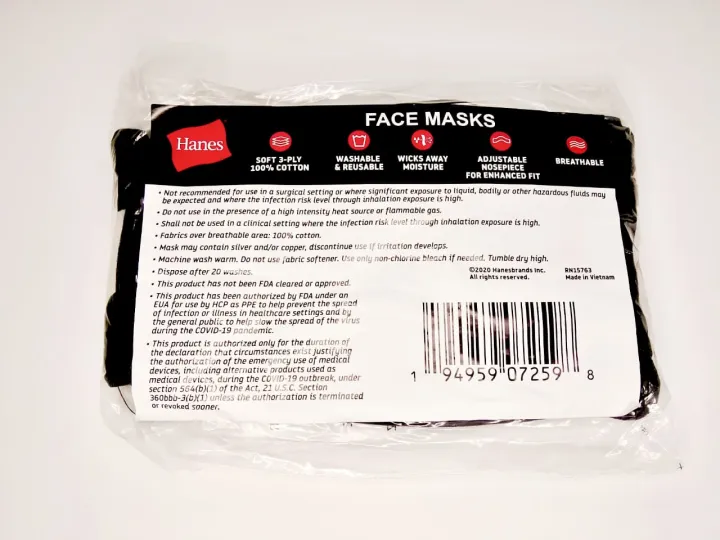 FACE MASKS
Hanes
SOFT 3-PLY
100% COTTON
WASHABLE
& REUSABLE
WICKS AWAY
MOISTURE
ADJUSTABLE
NOSEPIECE
FOR ENHANCED FIT
BREATHABLE
• Not recommended for use in a surgical setting or where significant exposure to liquid, bodily or other hazardous fluids may
be expected and where the infection risk level through inhalation exposure is high.
• Do not use in the presence of a high intensity heat source or flammable gas.
• Shall not be used in a clinical setting where the infection risk level through inhalation exposure is high.
• Fabrics over breathable area: 100% cotton.
• Mask may contain silver and/or copper, discontinue use if irritation develops.
• Machine wash warm. Do not use fabric softener. Use only non-chlorine bleach if needed. Tumble dry high.
• Dispose after 20 washes.
• This product has not been FDA cleared or approved.
• This product has been authorized by FDA under an
EUA for use by HCP as PPE to help prevent the spread
of infection or illness in healthcare settings and by
the general public to help slow the spread of the virus
during the COVID-19 pandemic.
• This product is authorized only for the duration of
the declaration that circumstances exist justifying
the authorization of the emergency use of medical
devices, including alternative products used as
medical devices, during the COVID-19 outbreak, under
section 564(b)(1) of the Act, 21 U.S.C. Section
360bbb-3(b)(1) unless the authorization is terminated
or revoked sooner.
©2020 Hanesbrands Inc.
All rights reserved.
RN15763
Made in Vietnam
1 94959 07259 8